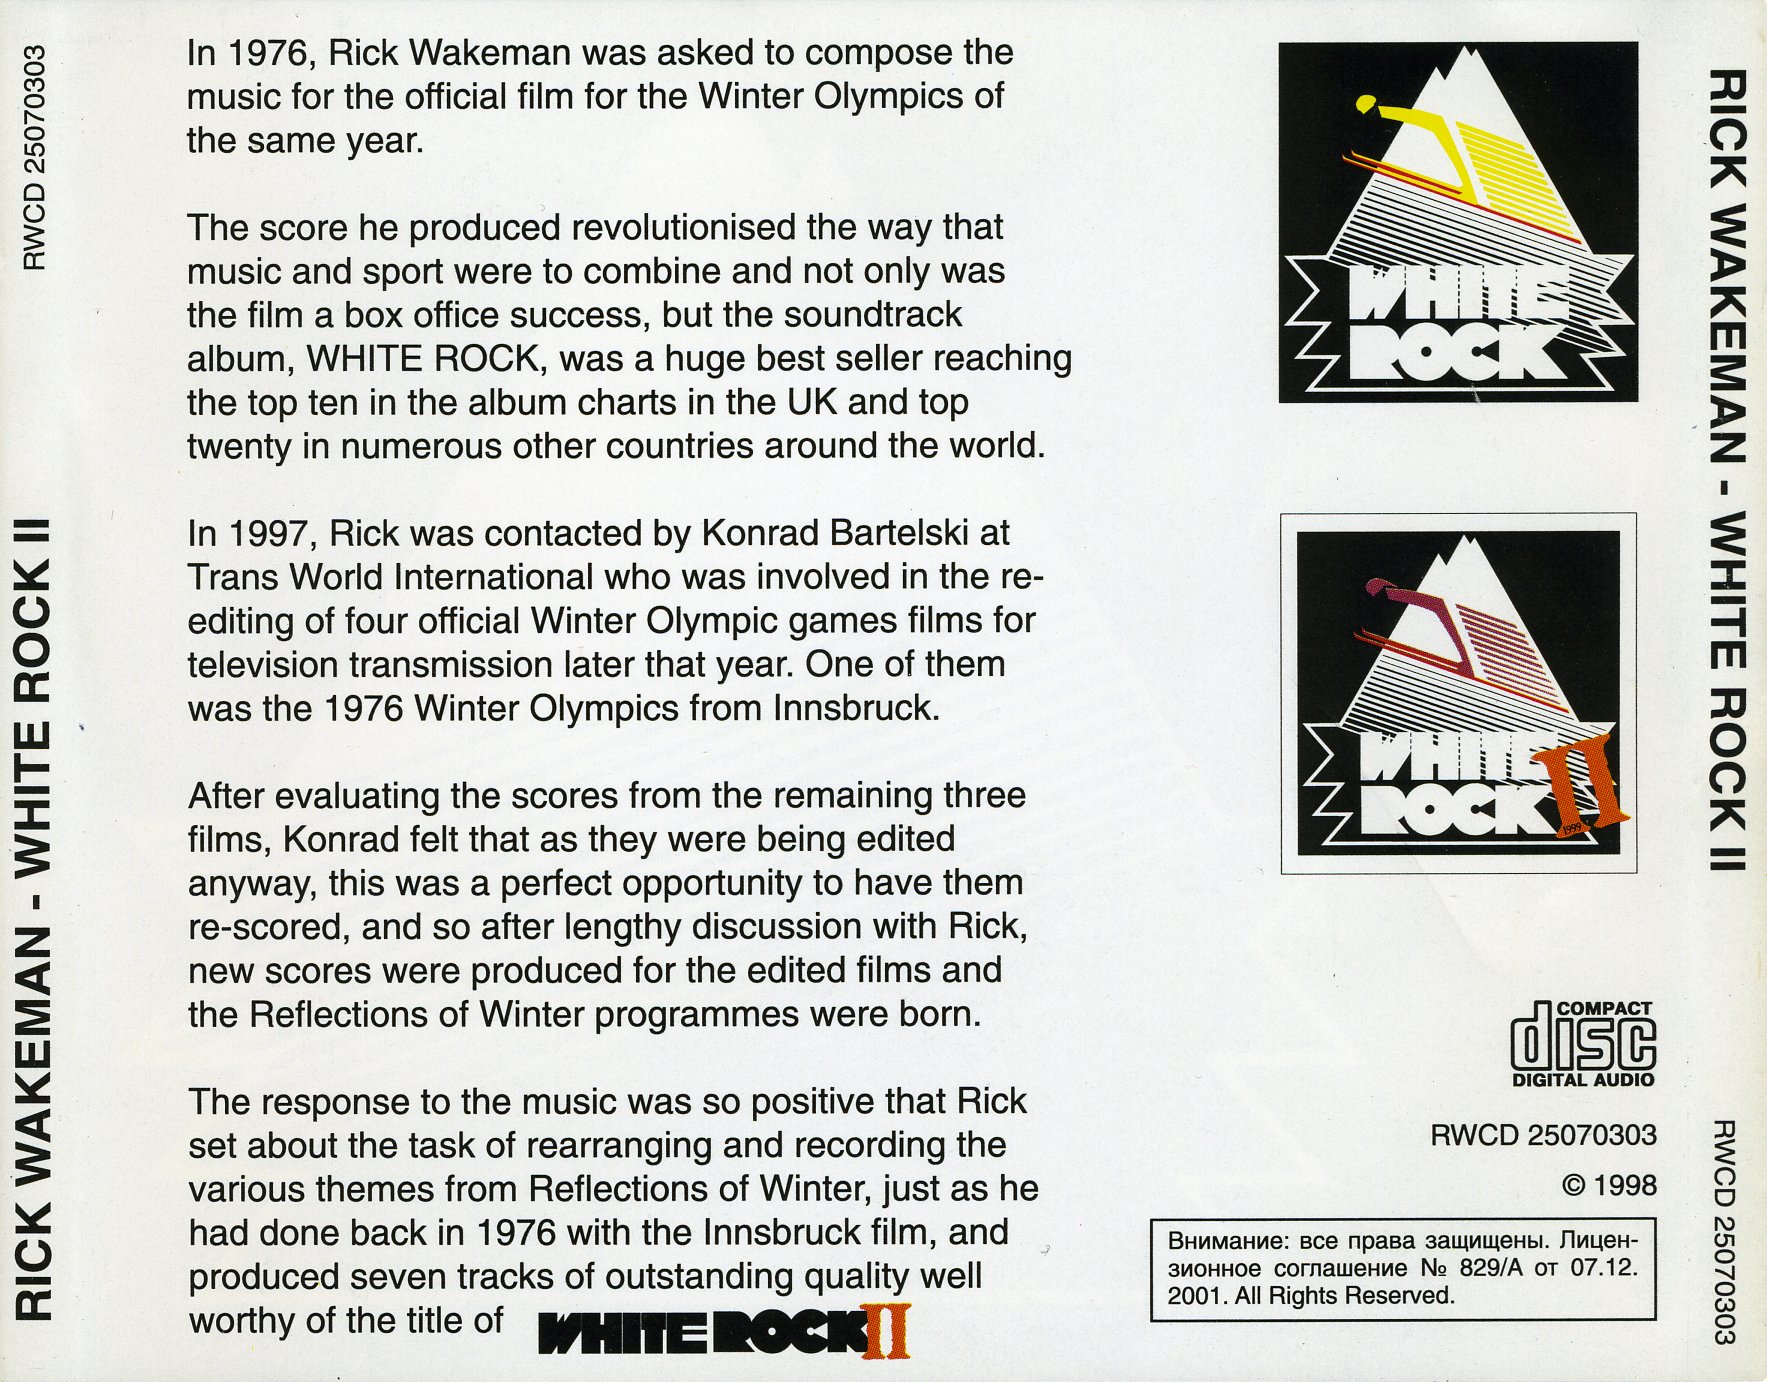 RWCD 25070303
RICK WAKEMAN - WHITE ROCK II
In 1976, Rick Wakeman was asked to compose the
music for the official film for the Winter Olympics of
the same year.
The score he produced revolutionised the way that
music and sport were to combine and not only was
the film a box office success, but the soundtrack
album, WHITE ROCK, was a huge best seller reaching
the top ten in the album charts in the UK and top
twenty in numerous other countries around the world.
In 1997, Rick was contacted by Konrad Bartelski at
Trans World International who was involved in the re-
editing of four official Winter Olympic games films for
television transmission later that year. One of them
was the 1976 Winter Olympics from Innsbruck.
After evaluating the scores from the remaining three
films, Konrad felt that as they were being edited
anyway, this was a perfect opportunity to have them
re-scored, and so after lengthy discussion with Rick,
new scores were produced for the edited films and
the Reflections of Winter programmes were born.
The response to the music was so positive that Rick
set about the task of rearranging and recording the
various themes from Reflections of Winter, just as he
had done back in 1976 with the Innsbruck film, and
produced seven tracks of outstanding quality well
worthy of the title of WHITE ROCK II
WHITE
ROCK
WHITE
ROCK II
1999
COMPACT
disc
DIGITAL AUDIO
RWCD 25070303
© 1998
Внимание: все права защищены. Лицен-
зионное соглашение № 829/А от 07.12.
2001. All Rights Reserved.
RICK WAKEMAN - WHITE ROCK II
RWCD 25070303